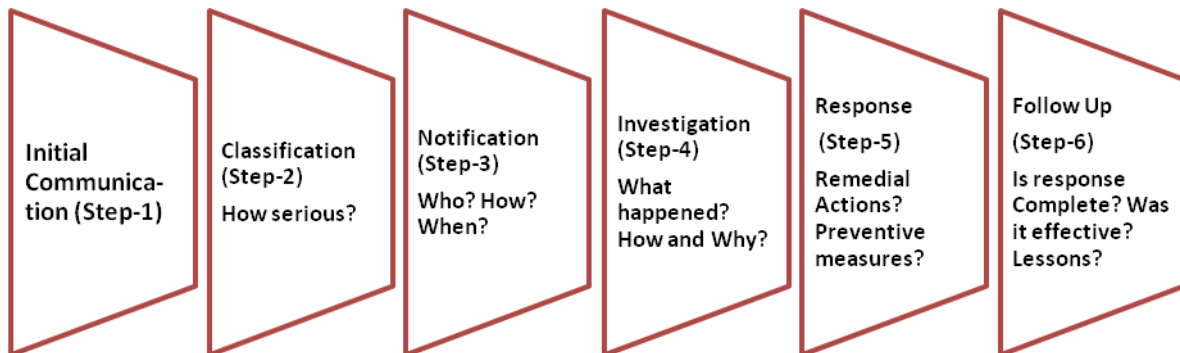 Initial
Communica-
tion (Step-1)
Classification
(Step-2)
How serious?
Notification
(Step-3)
Who? How?
When?
Investigation
(Step-4)
What
happened?
How and Why?
Response
(Step-5)
Remedial
Actions?
Preventive
measures?
Follow Up
(Step-6)
Is response
Complete? Was
it effective?
Lessons?